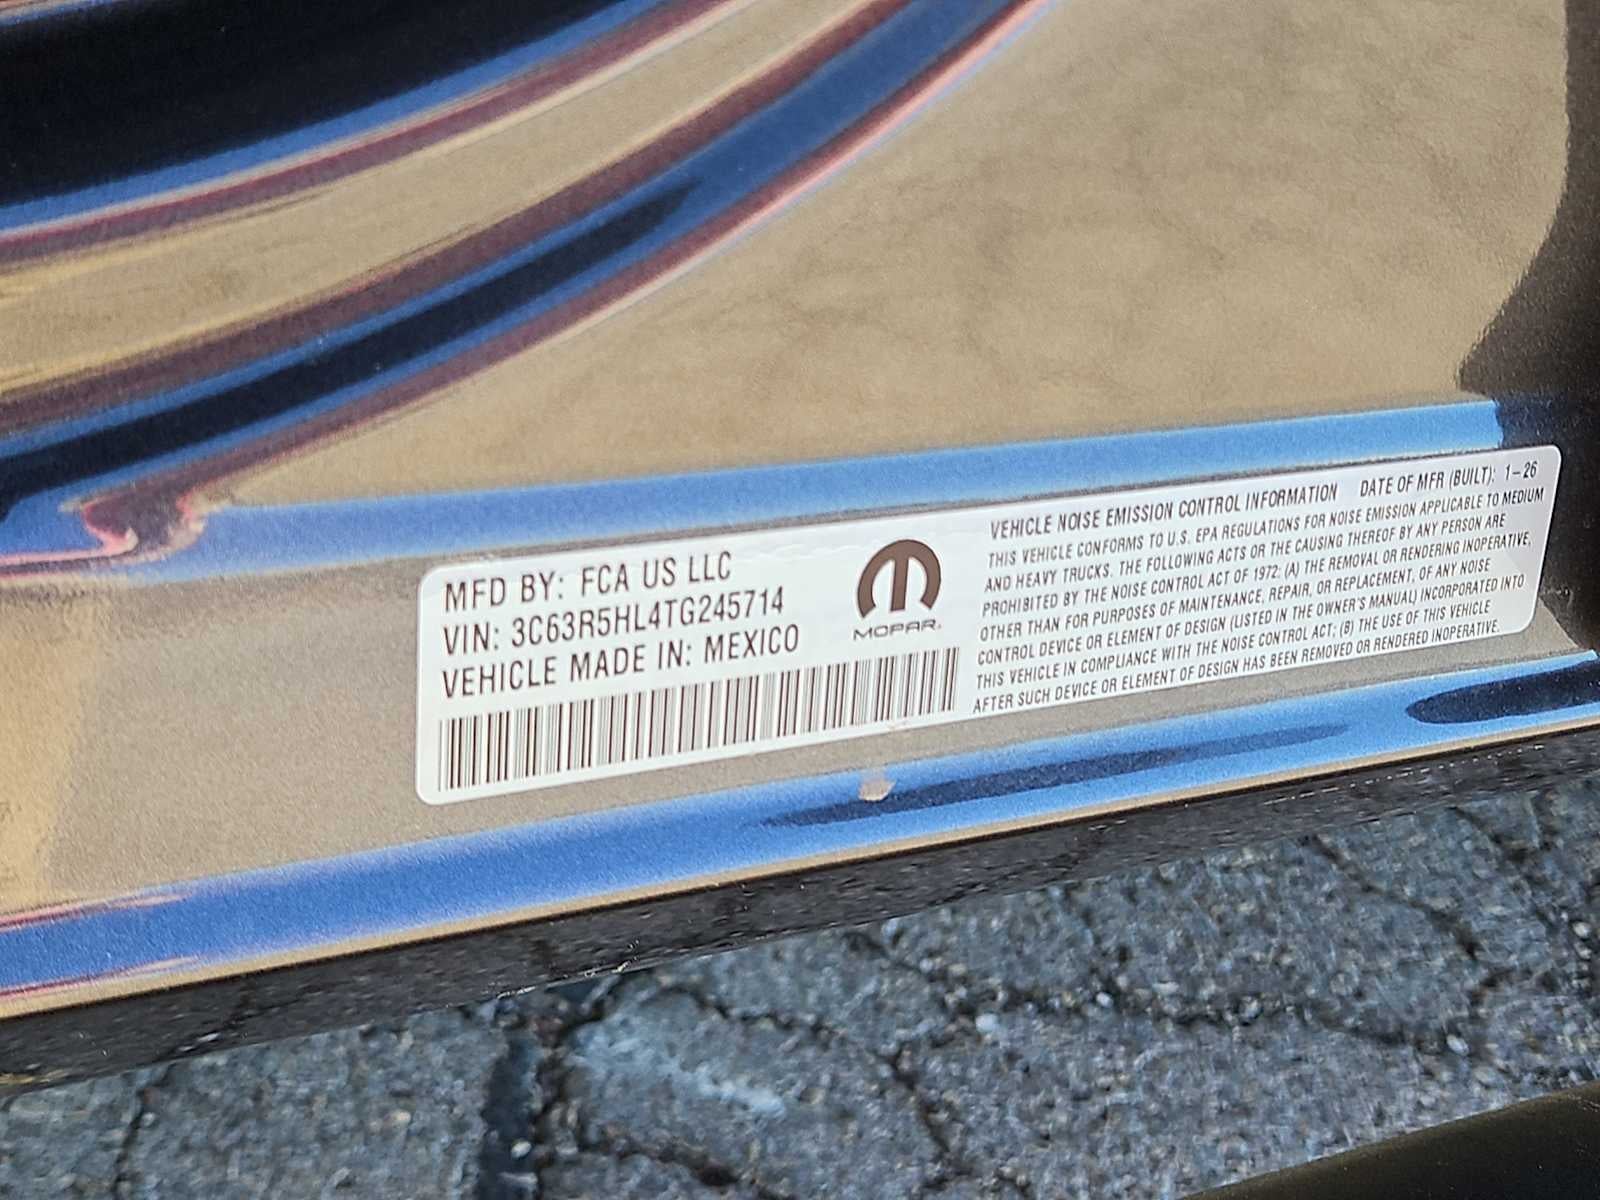 MFD BY: FCA US LLC
VIN: 3C63R5HL4TG245714
VEHICLE MADE IN: MEXICO
MOPAR.
VEHICLE NOISE EMISSION CONTROL INFORMATION DATE OF MFR (BUILT): 1-26
THIS VEHICLE CONFORMS TO U.S. EPA REGULATIONS FOR NOISE EMISSION APPLICABLE TO MEDIUM
AND HEAVY TRUCKS. THE FOLLOWING ACTS OR THE CAUSING THEREOF BY ANY PERSON ARE
PROHIBITED BY THE NOISE CONTROL ACT OF 1972: (A) THE REMOVAL OR RENDERING INOPERATIVE,
OTHER THAN FOR PURPOSES OF MAINTENANCE, REPAIR, OR REPLACEMENT, OF ANY NOISE
CONTROL DEVICE OR ELEMENT OF DESIGN (LISTED IN THE OWNER'S MANUAL) INCORPORATED INTO
THIS VEHICLE IN COMPLIANCE WITH THE NOISE CONTROL ACT; (B) THE USE OF THIS VEHICLE
AFTER SUCH DEVICE OR ELEMENT OF DESIGN HAS BEEN REMOVED OR RENDERED INOPERATIVE.